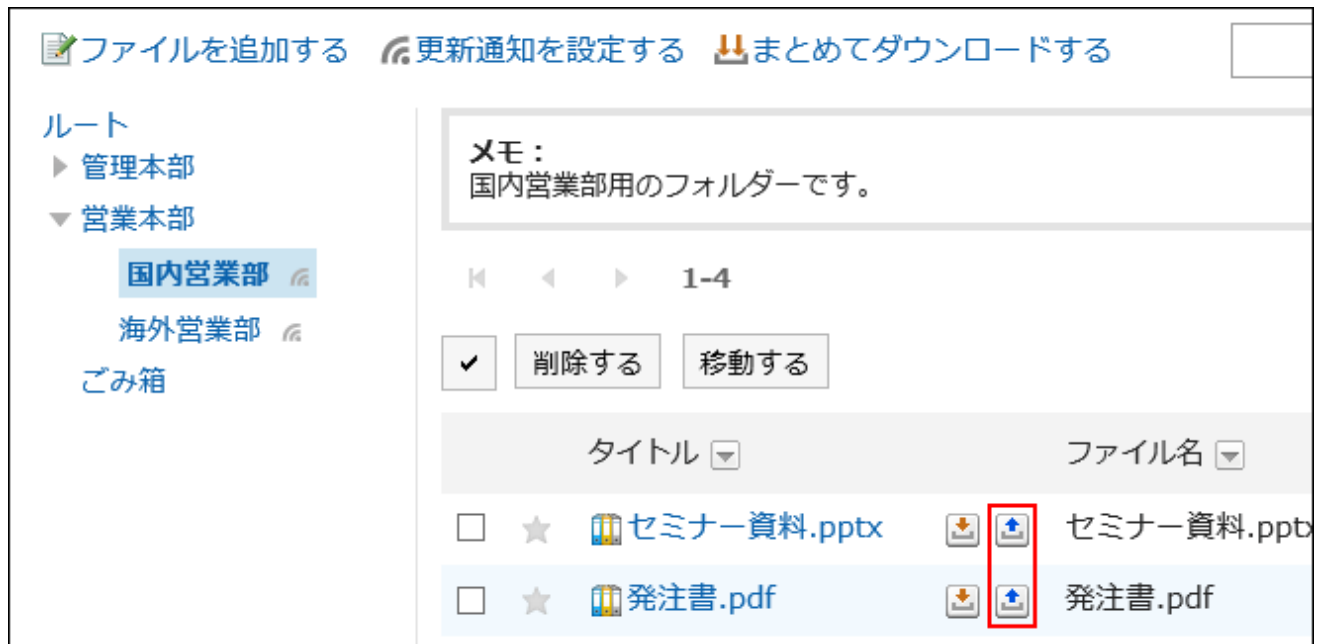 ファイルを追加する 更新通知を設定する まとめてダウンロードする
ルート
管理本部
営業本部
国内営業部
海外営業部
ごみ箱
メモ：
国内営業部用のフォルダーです。
1-4
削除する 移動する
タイトル ファイル名
セミナー資料.pptx セミナー資料.pptx
発注書.pdf 発注書.pdf